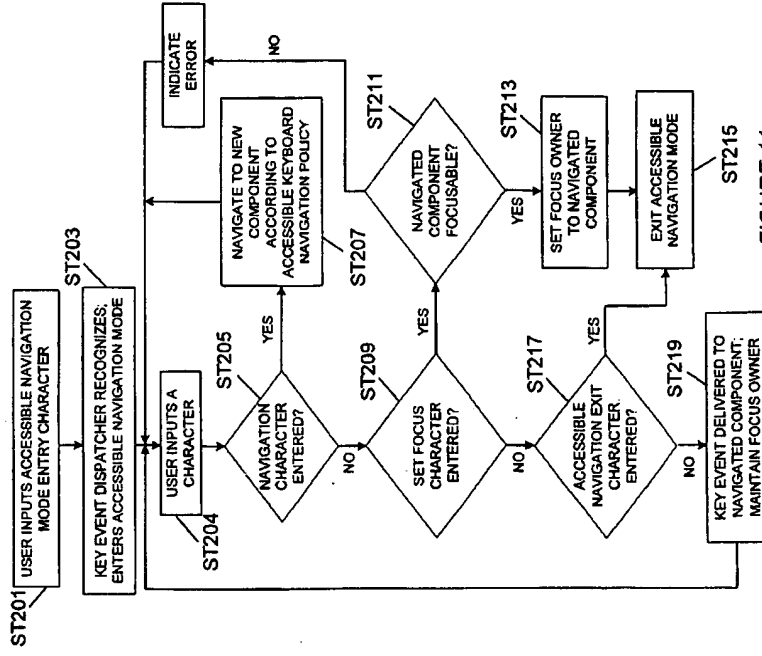 ST201
USER INPUTS ACCESSIBLE NAVIGATION
MODE ENTRY CHARACTER
ST203
KEY EVENT DISPATCHER RECOGNIZES;
ENTERS ACCESSIBLE NAVIGATION MODE
ST204
USER INPUTS A
CHARACTER
ST205
NAVIGATION
CHARACTER
ENTERED?
YES
NO
NAVIGATE TO NEW
COMPONENT
ACCORDING TO
ACCESSIBLE KEYBOARD
NAVIGATION POLICY
ST207
INDICATE
ERROR
NO
ST209
SET FOCUS
CHARACTER
ENTERED?
YES
NO
ST211
NAVIGATED
COMPONENT
FOCUSABLE?
YES
ST213
SET FOCUS OWNER
TO NAVIGATED
COMPONENT
ST217
ACCESSIBLE
NAVIGATION EXIT
CHARACTER
ENTERED?
YES
NO
EXIT ACCESSIBLE
NAVIGATION MODE
ST215
ST219
KEY EVENT DELIVERED TO
NAVIGATED COMPONENT;
MAINTAIN FOCUS OWNER